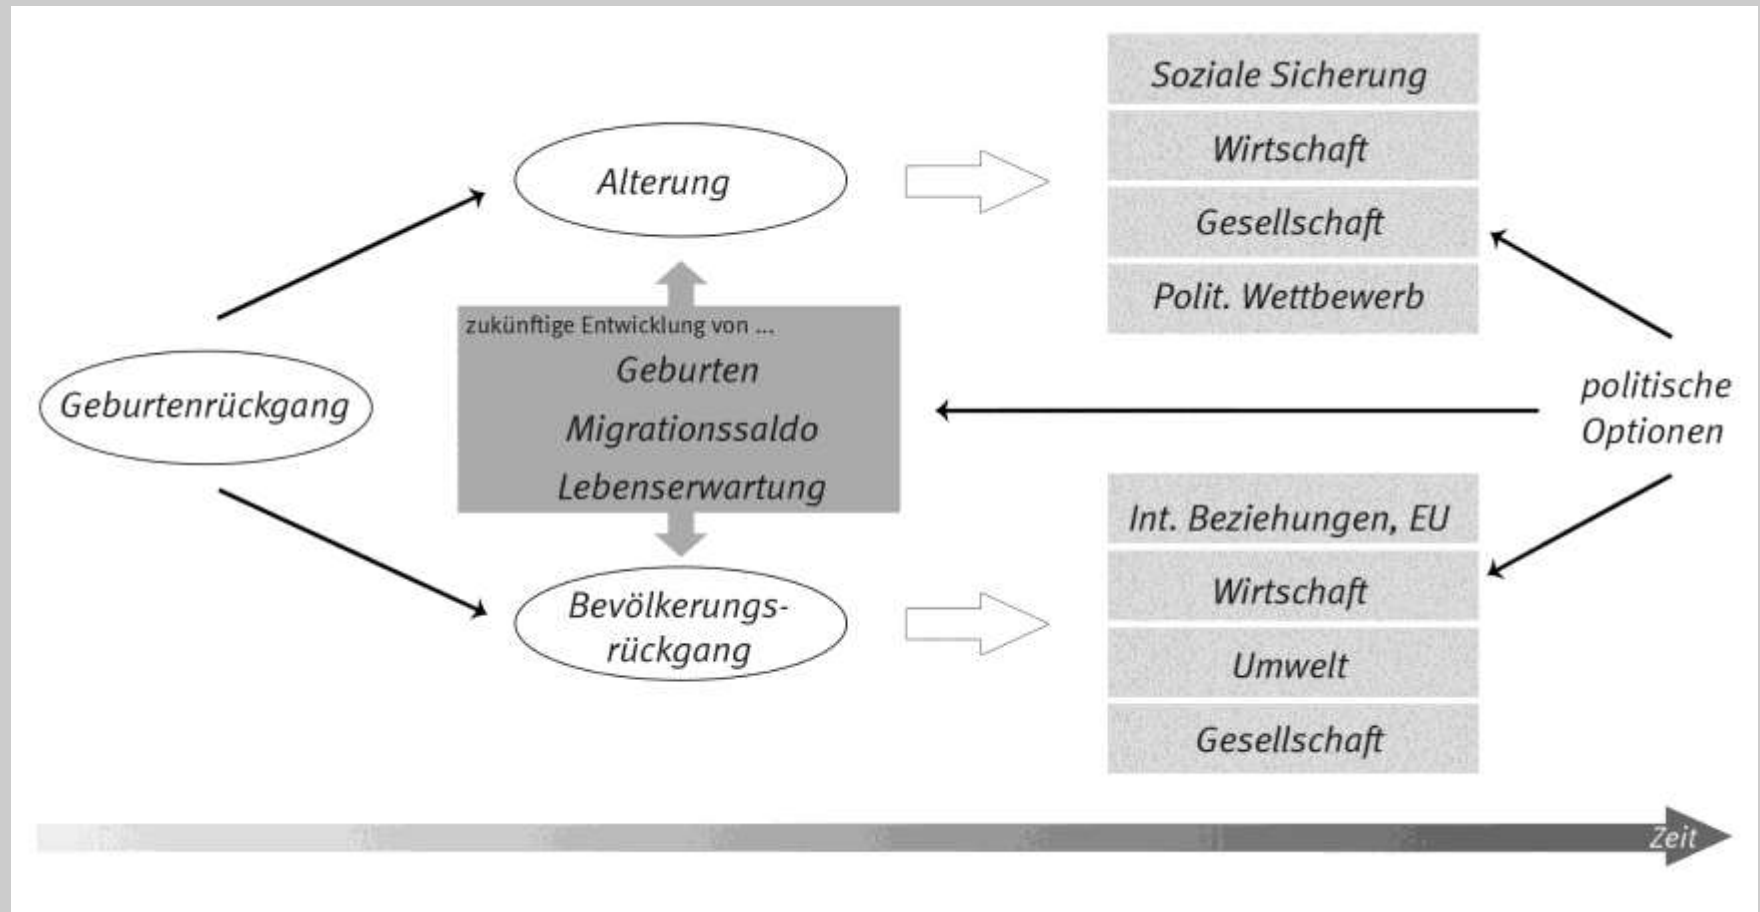 Soziale Sicherung
Wirtschaft
Alterung
Gesellschaft
Polit. Wettbewerb
zukünftige Entwicklung von ...
Geburten
Geburtenrückgang
Migrationssaldo
Lebenserwartung
politische
Optionen
Int. Beziehungen, EU
Wirtschaft
Bevölkerungs-
rückgang
Umwelt
Gesellschaft
Zeit